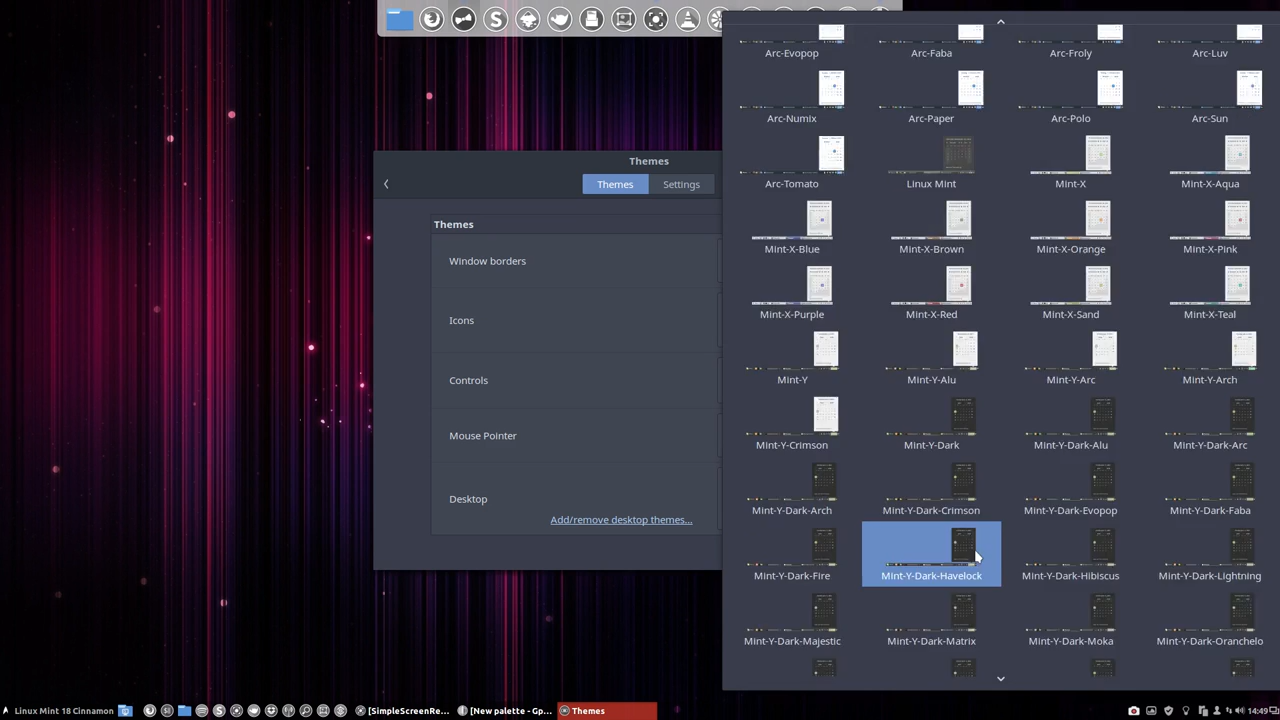 Themes
Themes
Settings
Themes
Window borders
Icons
Controls
Mouse Pointer
Desktop
Add/remove desktop themes...
Arc-Evopop
Arc-Faba
Arc-Froly
Arc-Luv
Arc-Numix
Arc-Paper
Arc-Polo
Arc-Sun
Arc-Tomato
Linux Mint
Mint-X
Mint-X-Aqua
Mint-X-Blue
Mint-X-Brown
Mint-X-Orange
Mint-X-Pink
Mint-X-Purple
Mint-X-Red
Mint-X-Sand
Mint-X-Teal
Mint-Y
Mint-Y-Alu
Mint-Y-Arc
Mint-Y-Arch
Mint-Y-Crimson
Mint-Y-Dark
Mint-Y-Dark-Alu
Mint-Y-Dark-Arc
Mint-Y-Dark-Arch
Mint-Y-Dark-Crimson
Mint-Y-Dark-Evopop
Mint-Y-Dark-Faba
Mint-Y-Dark-Fire
Mint-Y-Dark-Havelock
Mint-Y-Dark-Hibiscus
Mint-Y-Dark-Lightning
Mint-Y-Dark-Majestic
Mint-Y-Dark-Matrix
Mint-Y-Dark-Moka
Mint-Y-Dark-Oranchelo
Linux Mint 18 Cinnamon
[SimpleScreenRe...
[New palette - Gp...
Themes
14:49